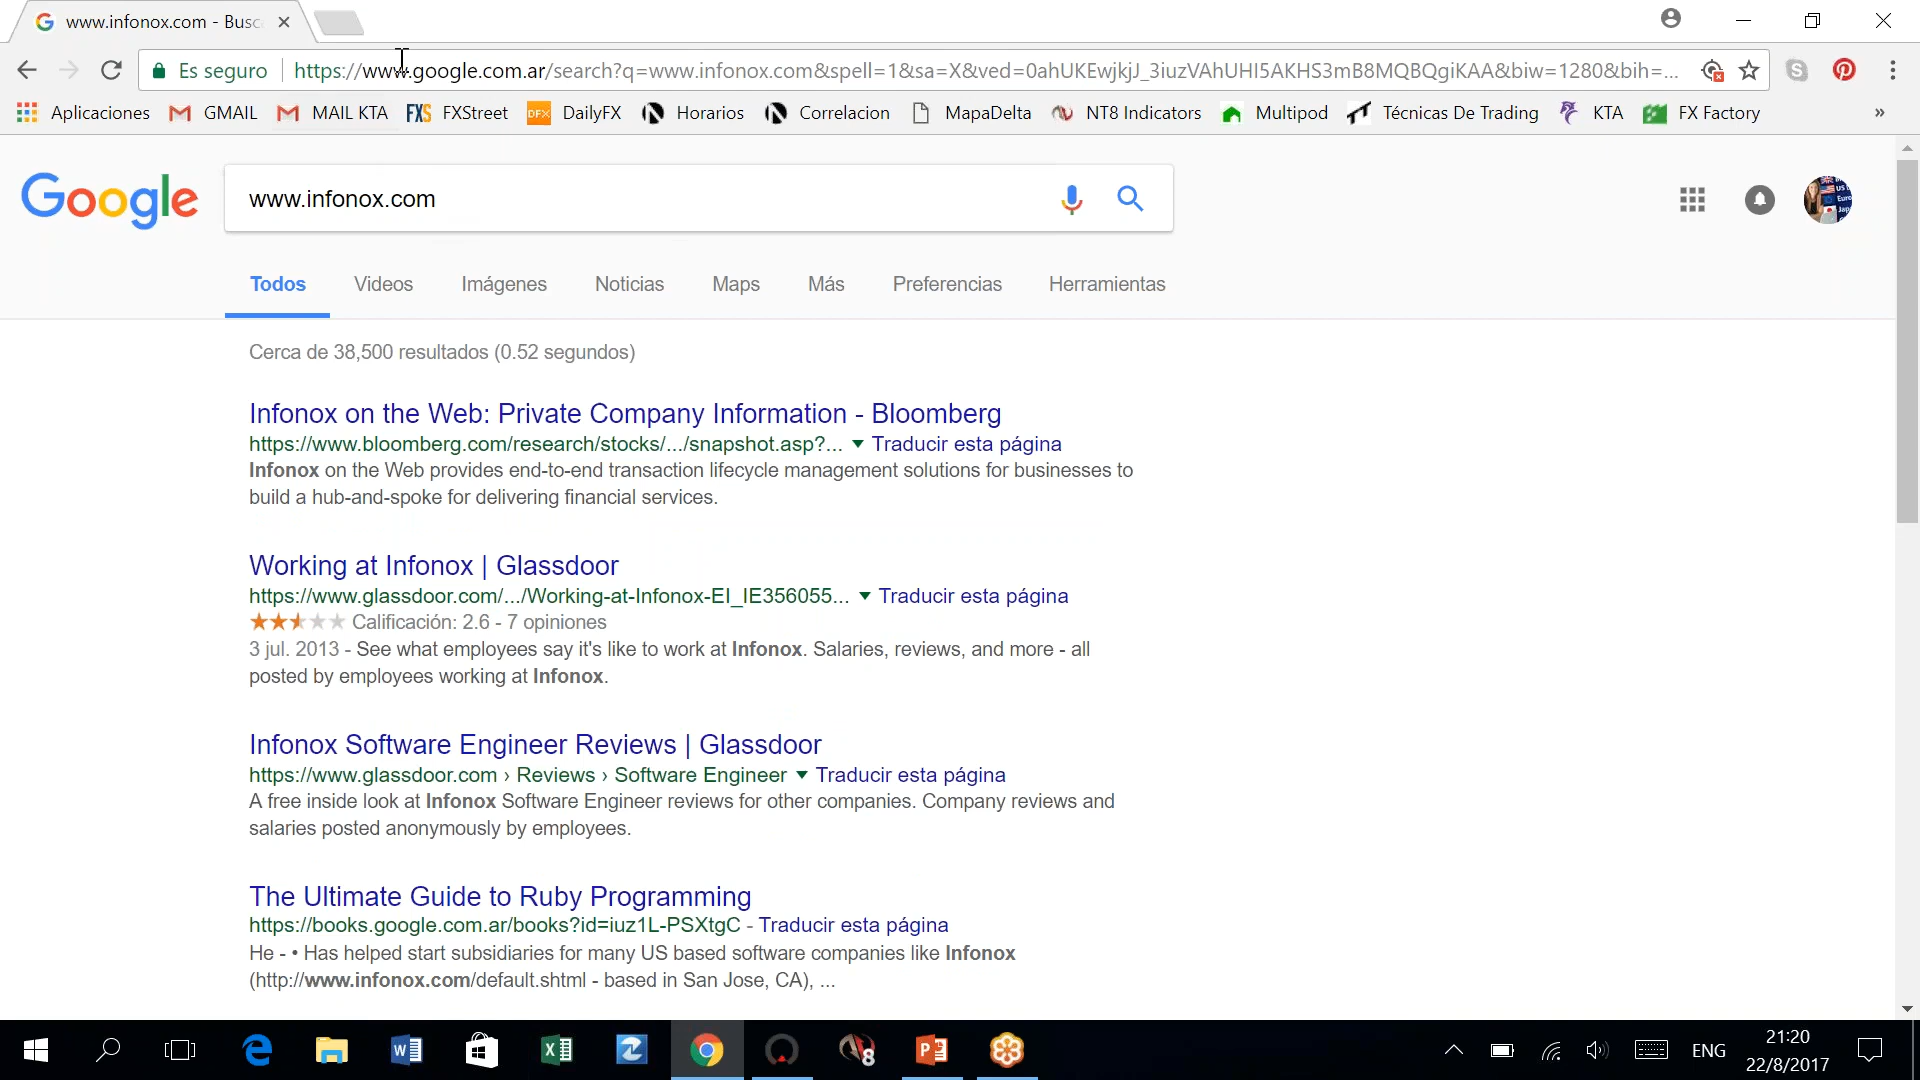 www.infonox.com - Busc
Es seguro https://www.google.com.ar/search?q=www.infonox.com&spell=1&sa=X&ved=0ahUKEwjkjJ_3iuzVAhUHI5AKHS3mB8MQBQgiKAA&biw=1280&bih=...
Aplicaciones GMAIL MAIL KTA FXS FXStreet DFX DailyFX Horarios Correlacion MapaDelta NT8 Indicators Multipod Técnicas De Trading KTA FX Factory »
Google www.infonox.com
Todos Videos Imágenes Noticias Maps Más Preferencias Herramientas
Cerca de 38,500 resultados (0.52 segundos)
Infonox on the Web: Private Company Information - Bloomberg
https://www.bloomberg.com/research/stocks/.../snapshot.asp?... Traducir esta página
Infonox on the Web provides end-to-end transaction lifecycle management solutions for businesses to
build a hub-and-spoke for delivering financial services.
Working at Infonox | Glassdoor
https://www.glassdoor.com/.../Working-at-Infonox-EI_IE356055... Traducir esta página
Calificación: 2.6 - 7 opiniones
3 jul. 2013 - See what employees say it's like to work at Infonox. Salaries, reviews, and more - all
posted by employees working at Infonox.
Infonox Software Engineer Reviews | Glassdoor
https://www.glassdoor.com › Reviews › Software Engineer Traducir esta página
A free inside look at Infonox Software Engineer reviews for other companies. Company reviews and
salaries posted anonymously by employees.
The Ultimate Guide to Ruby Programming
https://books.google.com.ar/books?id=iuz1L-PSXtgC - Traducir esta página
He - • Has helped start subsidiaries for many US based software companies like Infonox
(http://www.infonox.com/default.shtml - based in San Jose, CA), ...
ENG 21:20
22/8/2017